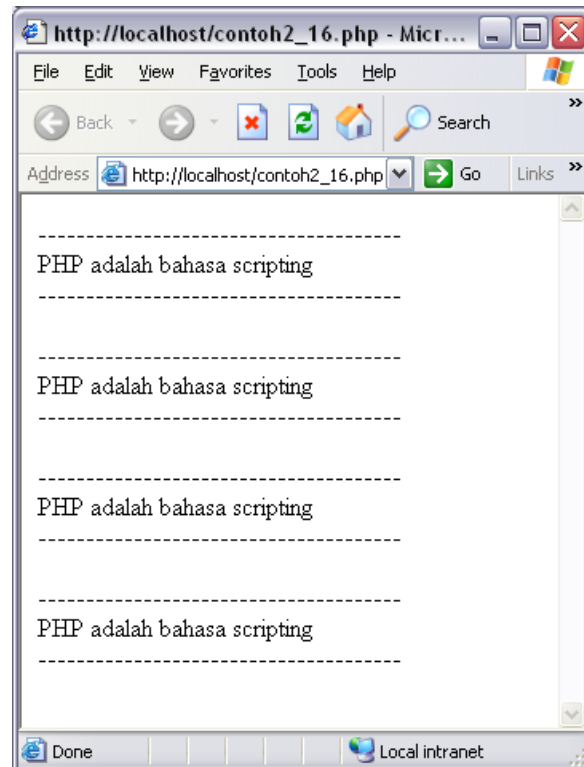 http://localhost/contoh2_16.php - Micr...
File Edit View Favorites Tools Help
Back Search »
Address http://localhost/contoh2_16.php Go Links »
--------------------------------------
PHP adalah bahasa scripting
--------------------------------------
--------------------------------------
PHP adalah bahasa scripting
--------------------------------------
--------------------------------------
PHP adalah bahasa scripting
--------------------------------------
--------------------------------------
PHP adalah bahasa scripting
--------------------------------------
Done Local intranet